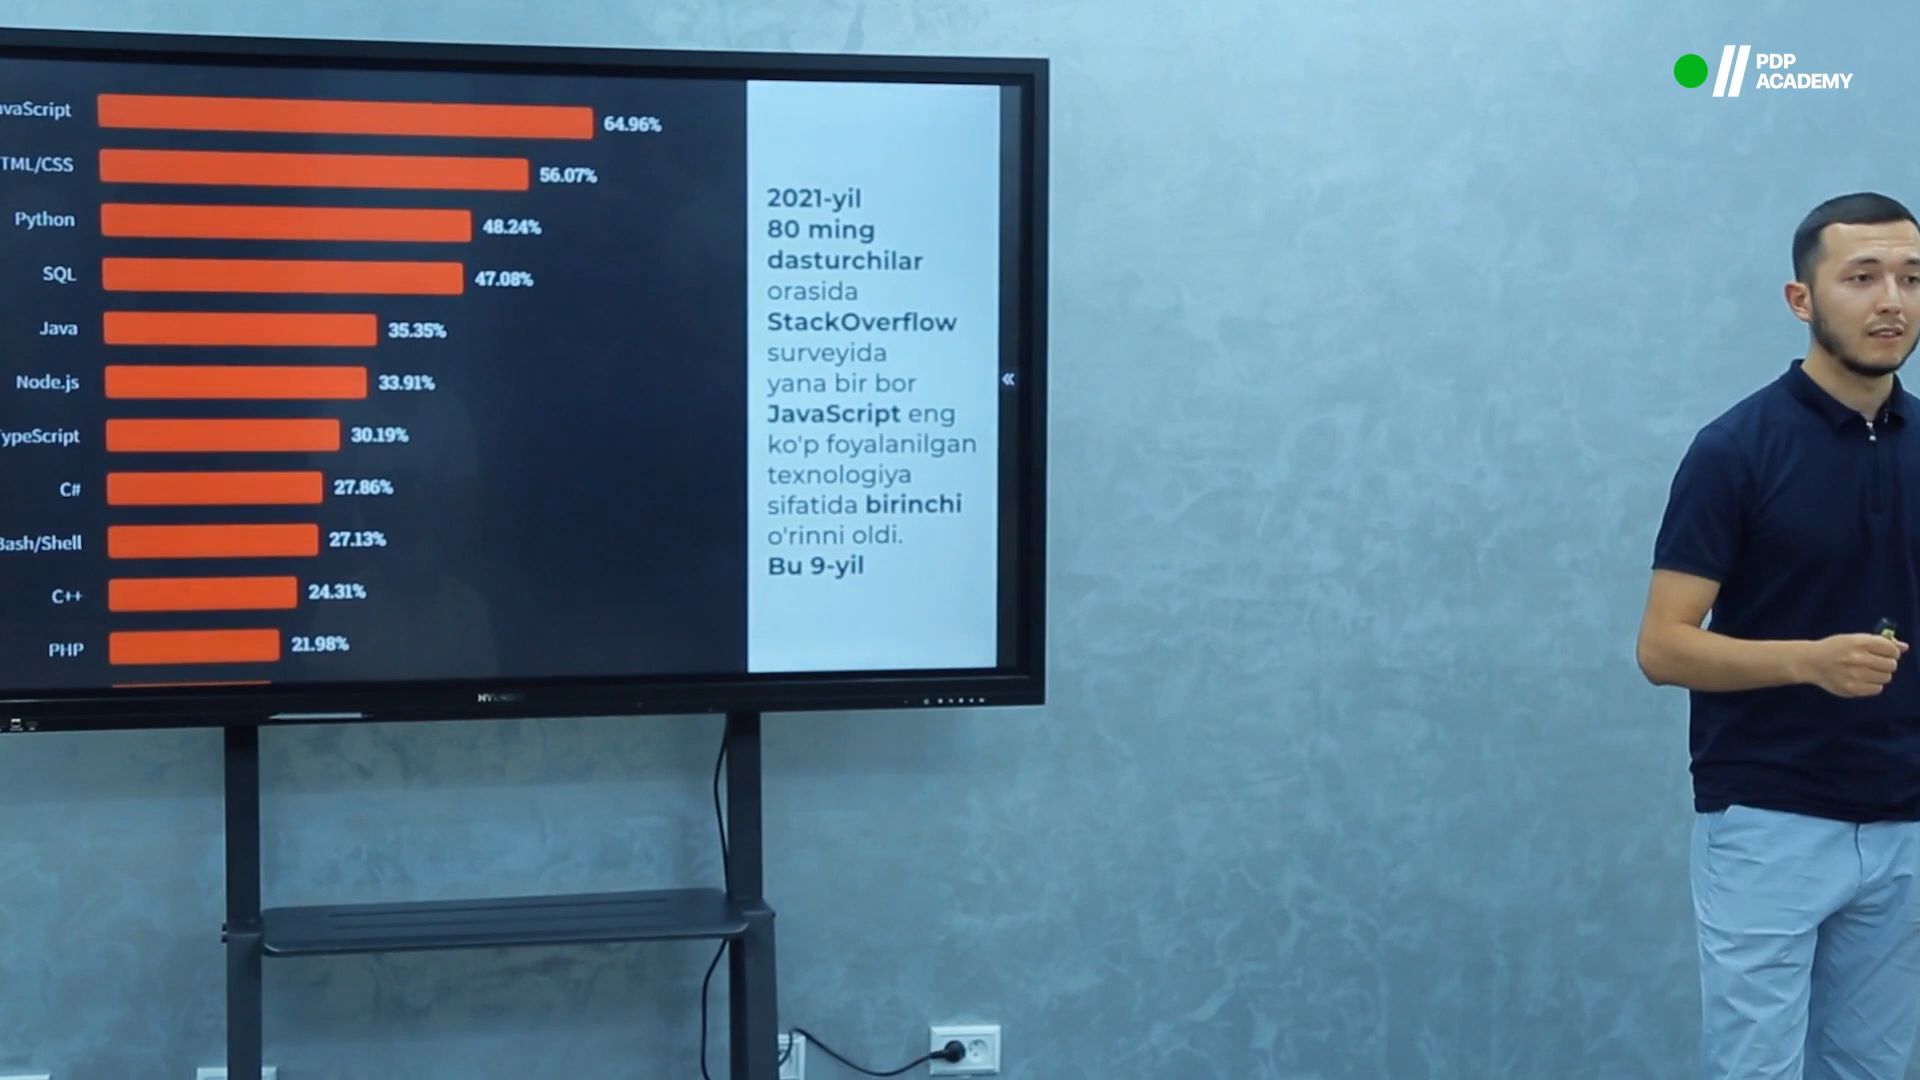 vaScript 64.96%
TML/CSS 56.07%
Python 48.24%
SQL 47.08%
Java 35.35%
Node.js 33.91%
ypeScript 30.19%
C# 27.86%
Bash/Shell 27.13%
C++ 24.31%
PHP 21.98%
2021-yil
80 ming
dasturchilar
orasida
StackOverflow
surveyida
yana bir bor
JavaScript eng
ko'p foyalanilgan
texnologiya
sifatida birinchi
o'rinni oldi.
Bu 9-yil
«
PDP
ACADEMY